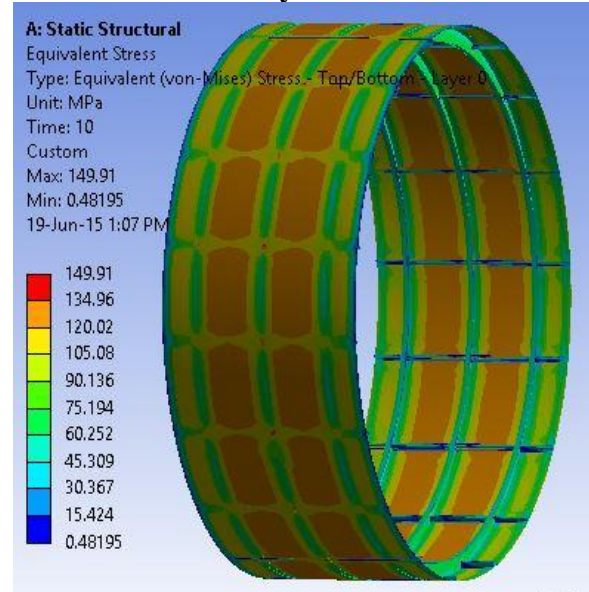 A: Static Structural
Equivalent Stress
Type: Equivalent (von-Mises) Stress - Top/Bottom - Layer 0
Unit: MPa
Time: 10
Custom
Max: 149.91
Min: 0.48195
19-Jun-15 1:07 PM
149.91
134.96
120.02
105.08
90.136
75.194
60.252
45.309
30.367
15.424
0.48195